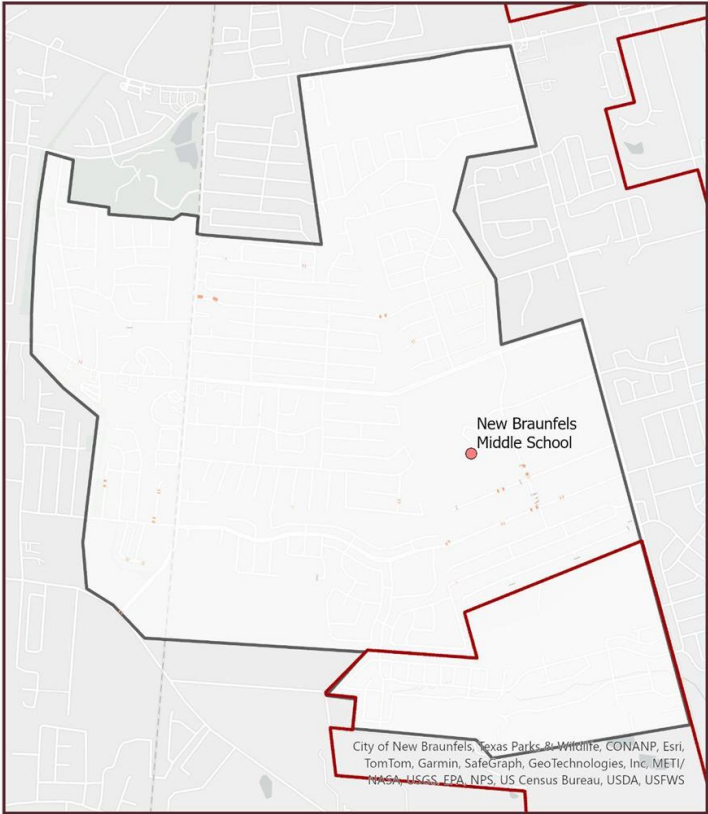 New Braunfels
Middle School
City of New Braunfels, Texas Parks & Wildlife, CONANP, Esri,
TomTom, Garmin, SafeGraph, GeoTechnologies, Inc, METI/
NASA, USGS, EPA, NPS, US Census Bureau, USDA, USFWS